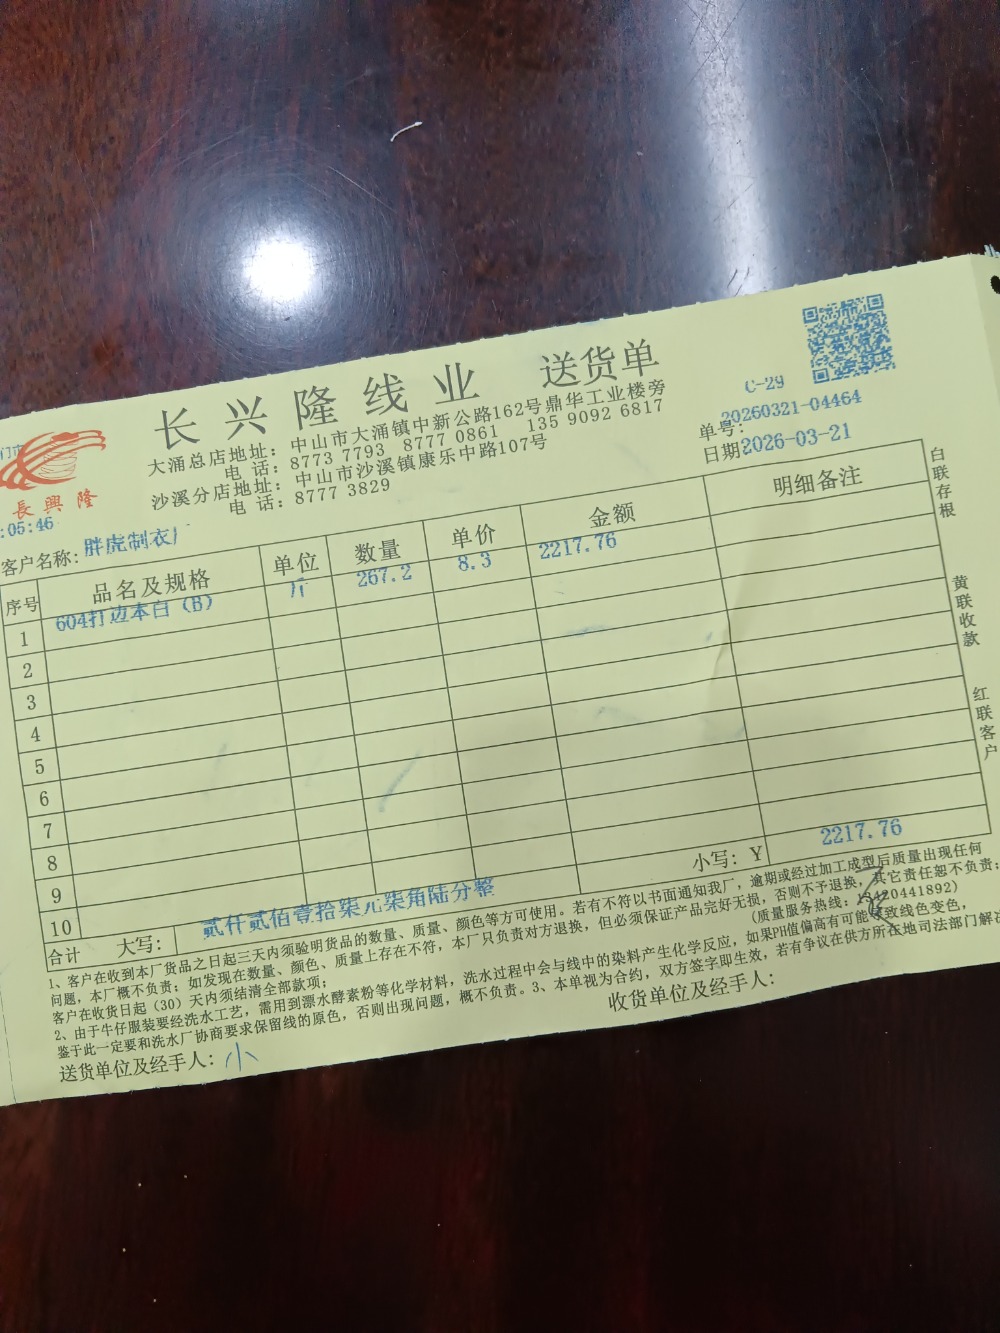 长兴隆线业 送货单
C-29
大涌总店地址：中山市大涌镇中新公路162号鼎华工业楼旁
电 话：8773 7793 8777 0861 135 9092 6817
沙溪分店地址：中山市沙溪镇康乐中路107号
电 话：8777 3829
單号：20260321-04464
日期：2026-03-21
長興隆
:05:46
客户名称：胖虎制衣厂
序号 品名及规格 单位 数量 单价 金额 明细备注
1 604打边本白（B） 斤 267.2 8.3 2217.76
2
3
4
5
6
7
8
9
10
合计 大写：贰仟贰佰壹拾柒元柒角陆分整 小写：Y 2217.76
1、客户在收到本厂货品之日起三天内须验明货品的数量、质量、颜色等方可使用。若有不符以书面通知我厂，逾期或经过加工成型后质量出现任何
问题，本厂概不负责；如发现在数量、颜色、质量上存在不符，本厂只负责对方退换，但必须保证产品完好无损，否则不予退换，其它责任恕不负责；
客户在收货日起（30）天内须结清全部款项； （质量服务热线：13420441892）
2、由于牛仔服装要经洗水工艺，需用到漂水酵素粉等化学材料，洗水过程中会与线中的染料产生化学反应，如果PH值偏高有可能导致线色变色，
鉴于此一定要和洗水厂协商要求保留线的原色，否则出现问题，概不负责。3、本单视为合约，双方签字即生效，若有争议在供方所在地司法部门解决
送货单位及经手人：小 收货单位及经手人：
白联存根
黄联收款
红联客户